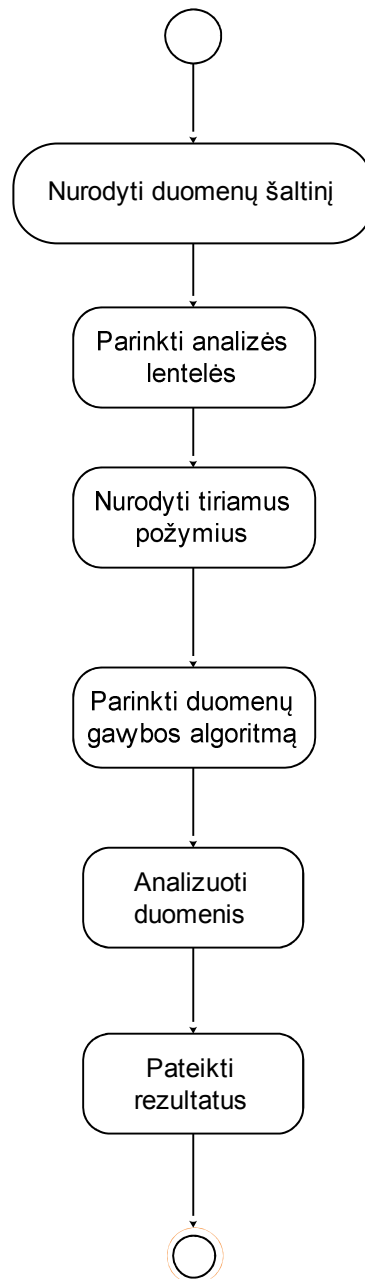 Nurodyti duomenų šaltinį
Parinkti analizės
lentelės
Nurodyti tiriamus
požymius
Parinkti duomenų
gavybos algoritmą
Analizuoti
duomenis
Pateikti
rezultatus